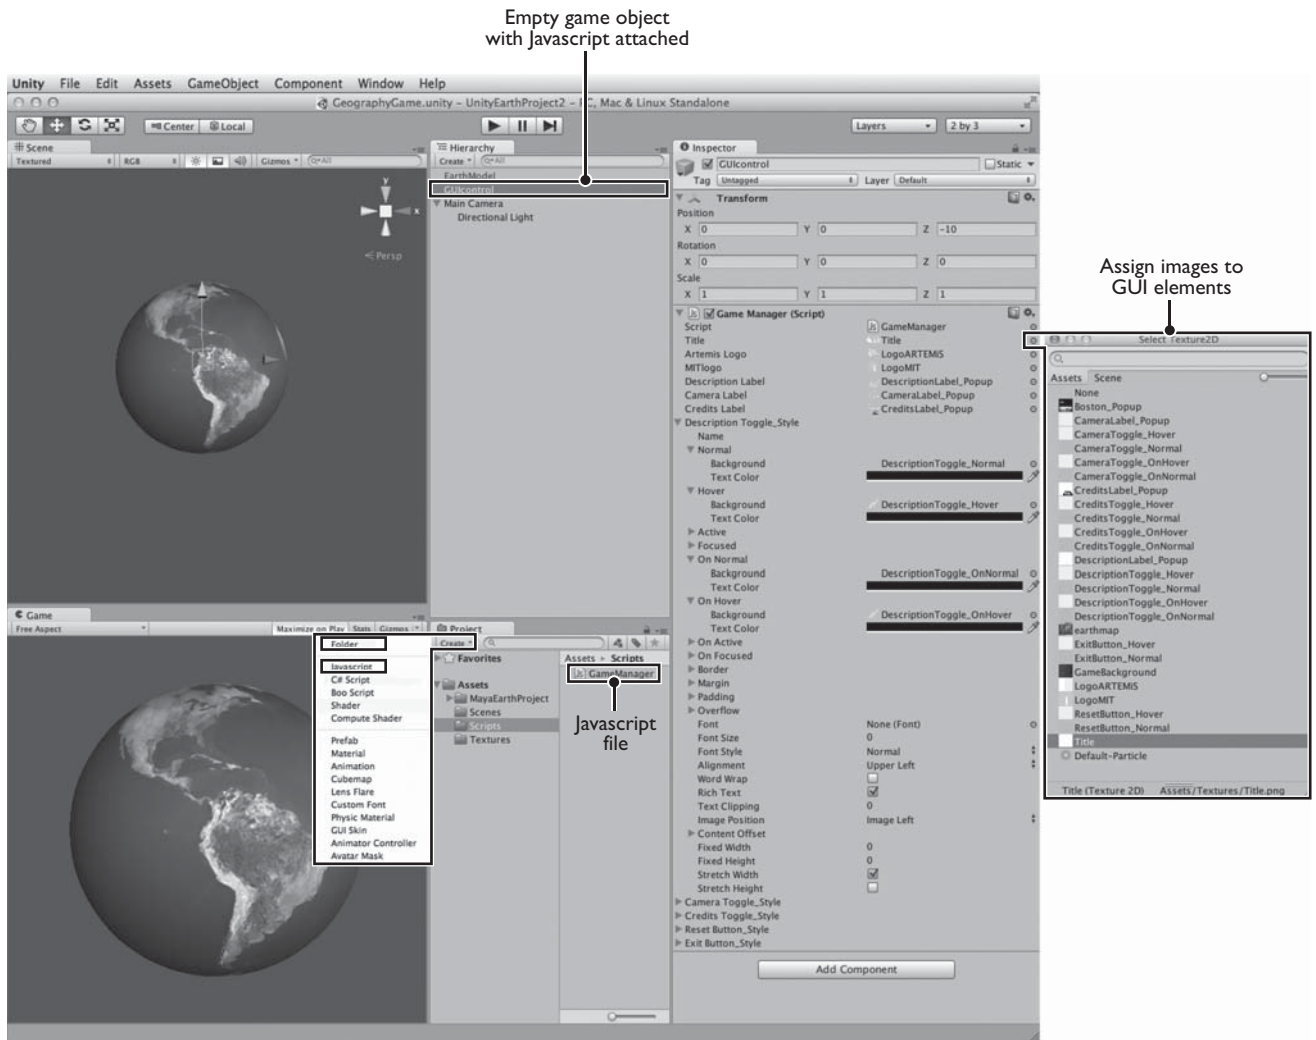 Empty game object
with Javascript attached
Unity File Edit Assets GameObject Component Window Help
GeographyGame.unity – UnityEarthProject2 – PC, Mac & Linux Standalone
Center Local
Layers 2 by 3
Scene
Textured RGB Gizmos All
y
x
Persp
Hierarchy
Create All
EarthModel
GUIcontrol
Main Camera
Directional Light
Inspector
GUIcontrol Static
Tag Untagged Layer Default
Transform
Position
X 0 Y 0 Z -10
Rotation
X 0 Y 0 Z 0
Scale
X 1 Y 1 Z 1
Game Manager (Script)
Script GameManager
Title Title
Artemis Logo LogoARTEMiS
MITlogo LogoMIT
Description Label DescriptionLabel_Popup
Camera Label CameraLabel_Popup
Credits Label CreditsLabel_Popup
Description Toggle_Style
Name
Normal
Background DescriptionToggle_Normal
Text Color
Hover
Background DescriptionToggle_Hover
Text Color
Active
Focused
On Normal
Background DescriptionToggle_OnNormal
Text Color
On Hover
Background DescriptionToggle_OnHover
Text Color
On Active
On Focused
Border
Margin
Padding
Overflow
Font None (Font)
Font Size 0
Font Style Normal
Alignment Upper Left
Word Wrap
Rich Text
Text Clipping 0
Image Position Image Left
Content Offset
Fixed Width 0
Fixed Height 0
Stretch Width
Stretch Height
Camera Toggle_Style
Credits Toggle_Style
Reset Button_Style
Exit Button_Style
Add Component
Assign images to
GUI elements
Select Texture2D
Assets Scene
None
Boston_Popup
CameraLabel_Popup
CameraToggle_Hover
CameraToggle_Normal
CameraToggle_OnHover
CameraToggle_OnNormal
CreditsLabel_Popup
CreditsToggle_Hover
CreditsToggle_Normal
CreditsToggle_OnHover
CreditsToggle_OnNormal
DescriptionLabel_Popup
DescriptionToggle_Hover
DescriptionToggle_Normal
DescriptionToggle_OnHover
DescriptionToggle_OnNormal
earthmap
ExitButton_Hover
ExitButton_Normal
GameBackground
LogoARTEMiS
LogoMIT
ResetButton_Hover
ResetButton_Normal
Title
Default-Particle
Title (Texture 2D) Assets/Textures/Title.png
Game
Free Aspect Maximize on Play Stats Gizmos
Folder
Javascript
C# Script
Boo Script
Shader
Compute Shader
Prefab
Material
Animation
Cubemap
Lens Flare
Custom Font
Physic Material
GUI Skin
Animator Controller
Avatar Mask
Project
Create
Favorites
Assets
MayaEarthProject
Scenes
Scripts
Textures
Assets Scripts
GameManager
Javascript
file